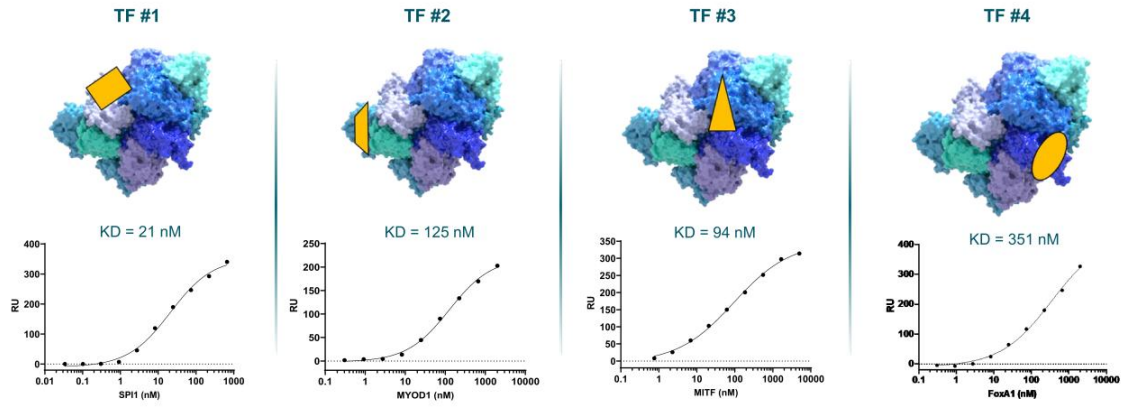 TF #1
TF #2
TF #3
TF #4
KD = 21 nM
KD = 125 nM
KD = 94 nM
KD = 351 nM
400
300
200
100
0
RU
0.01 0.1 1 10 100 1000
SPI1 (nM)
250
200
150
100
50
0
RU
0.1 1 10 100 1000 10000
MYOD1 (nM)
350
300
250
200
150
100
50
0
RU
0.1 1 10 100 1000 10000
MITF (nM)
400
300
200
100
0
RU
0.1 1 10 100 1000 10000
FoxA1 (nM)